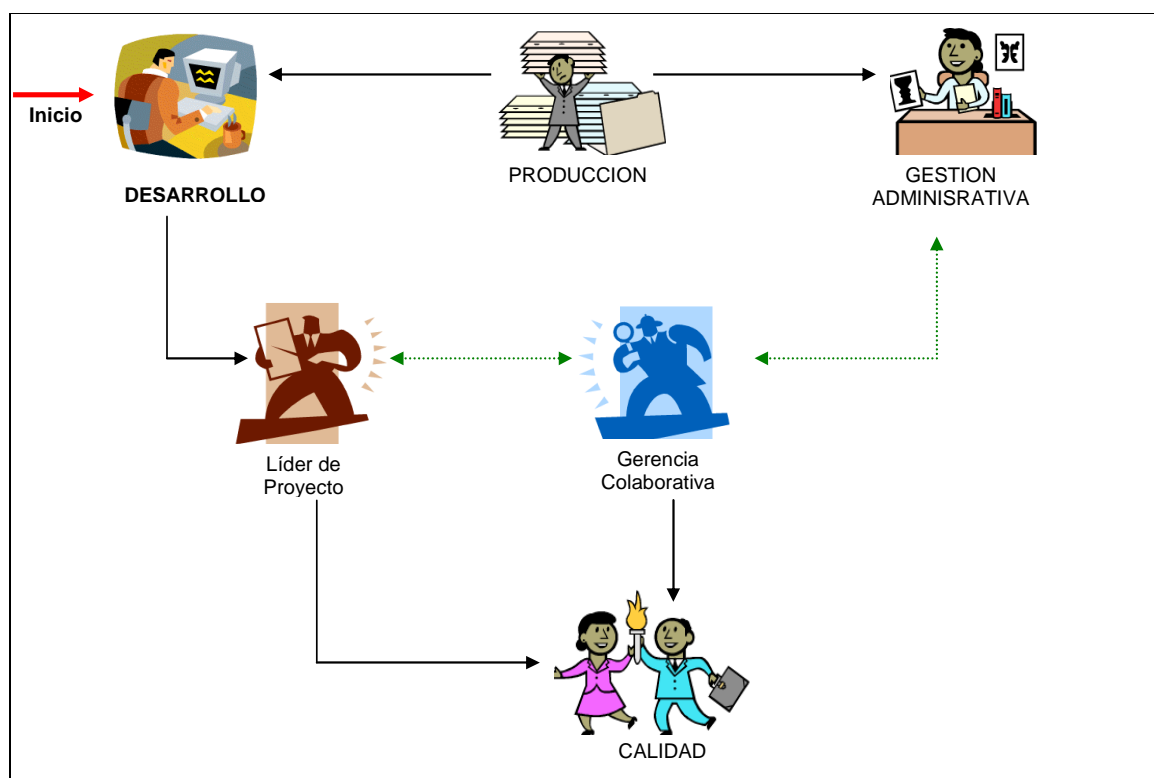 Inicio
DESARROLLO
PRODUCCION
GESTION
ADMINISRATIVA
Líder de
Proyecto
Gerencia
Colaborativa
CALIDAD